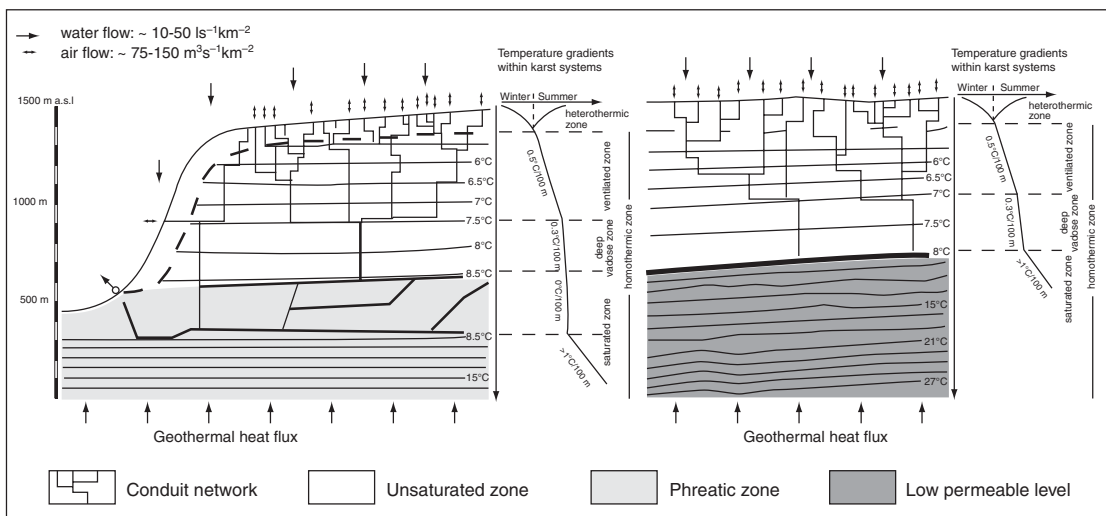 water flow: ~ 10-50 ls⁻¹km⁻²
air flow: ~ 75-150 m³s⁻¹km⁻²
Temperature gradients
within karst systems
Winter
Summer
heterothermic
zone
1500 m a.s.l
1000 m
500 m
6°C
6.5°C
7°C
7.5°C
8°C
8.5°C
8.5°C
15°C
0.5°C/100 m
0.3°C/100 m
0°C/100 m
>1°C/100 m
ventilated zone
deep
vadose zone
saturated zone
homothermic zone
Geothermal heat flux
Temperature gradients
within karst systems
Winter
Summer
heterothermic
zone
6°C
6.5°C
7°C
7.5°C
8°C
15°C
21°C
27°C
0.5°C/100 m
0.3°C/100 m
>1°C/100 m
ventilated zone
deep
vadose zone
saturated zone
homothermic zone
Geothermal heat flux
Conduit network
Unsaturated zone
Phreatic zone
Low permeable level